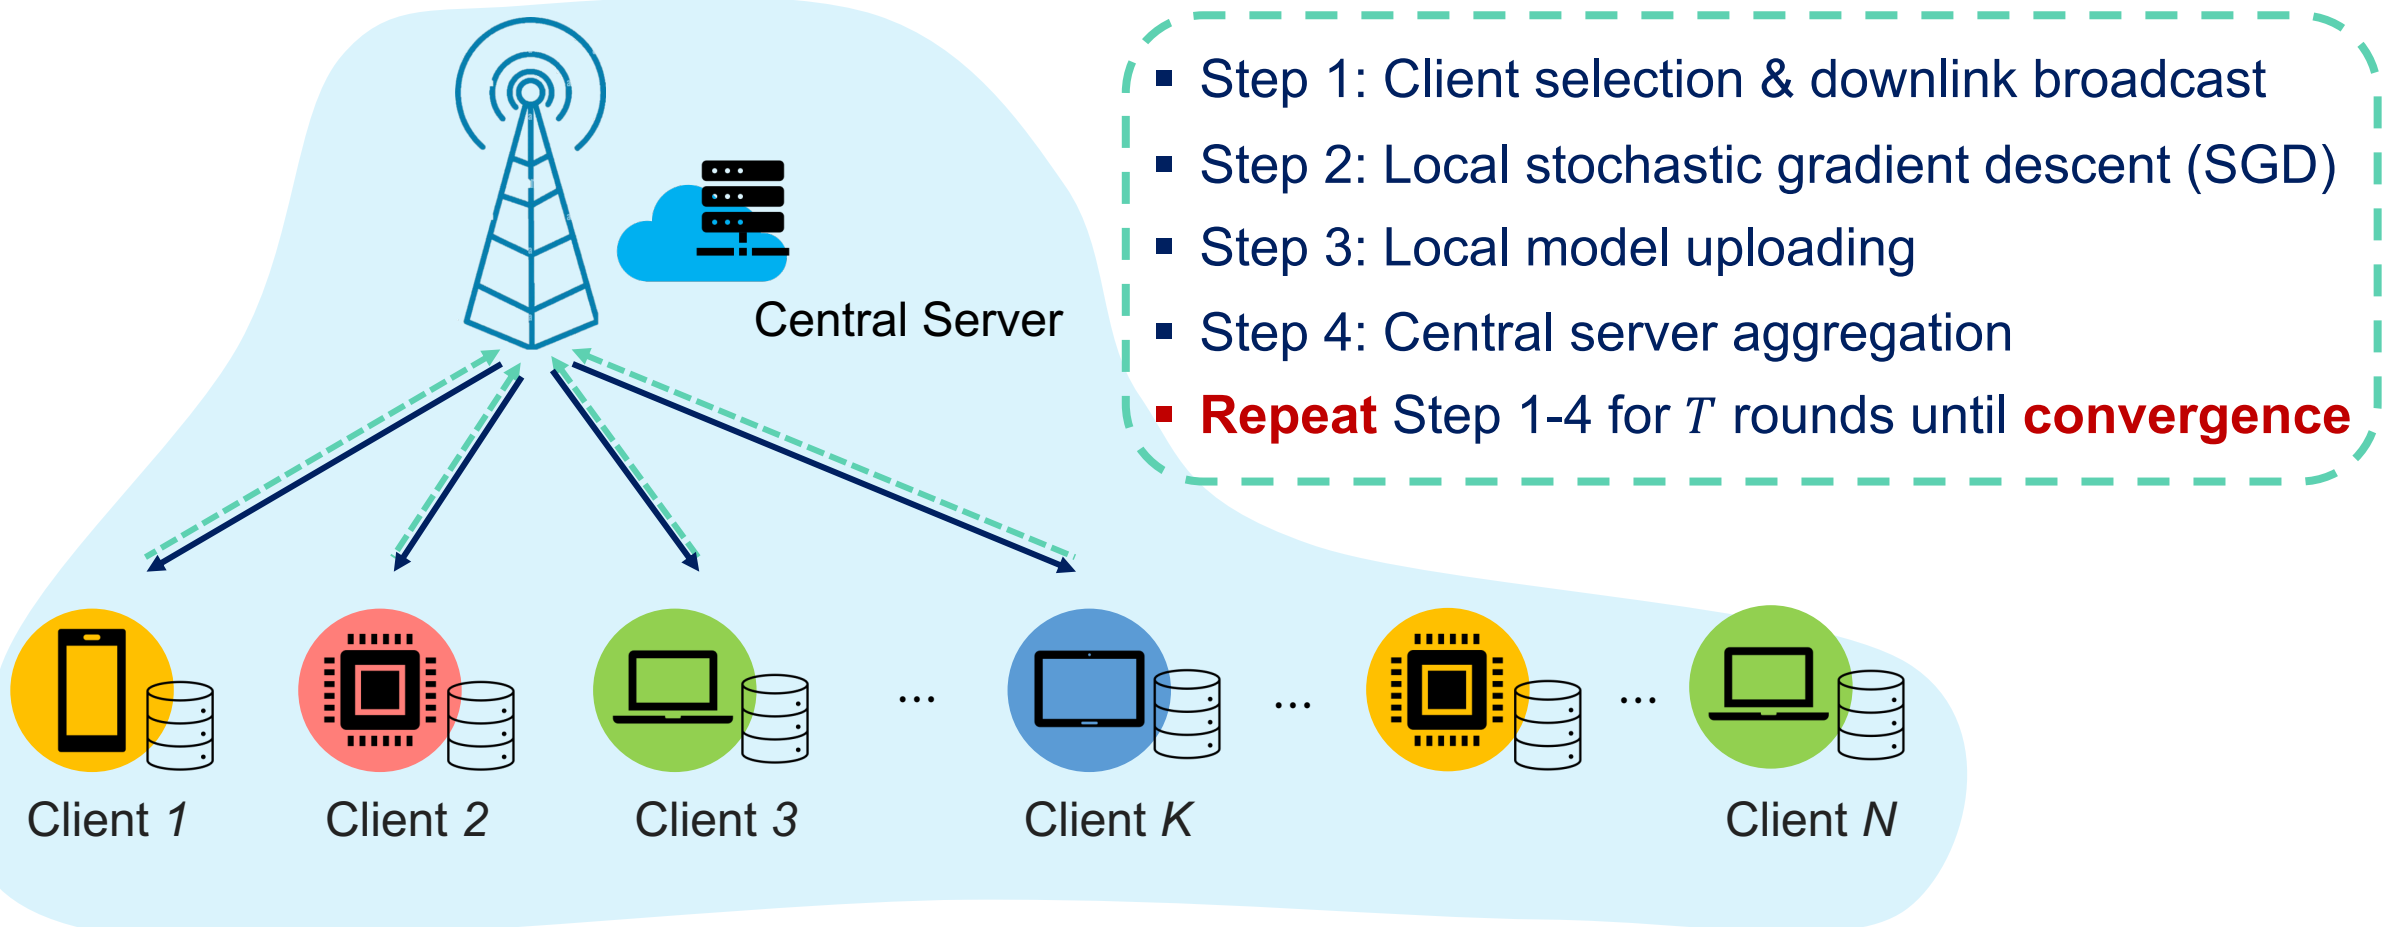 ▪ Step 1: Client selection & downlink broadcast
▪ Step 2: Local stochastic gradient descent (SGD)
▪ Step 3: Local model uploading
▪ Step 4: Central server aggregation
▪ Repeat Step 1-4 for T rounds until convergence
Central Server
... ... ...
Client 1 Client 2 Client 3 Client K Client N